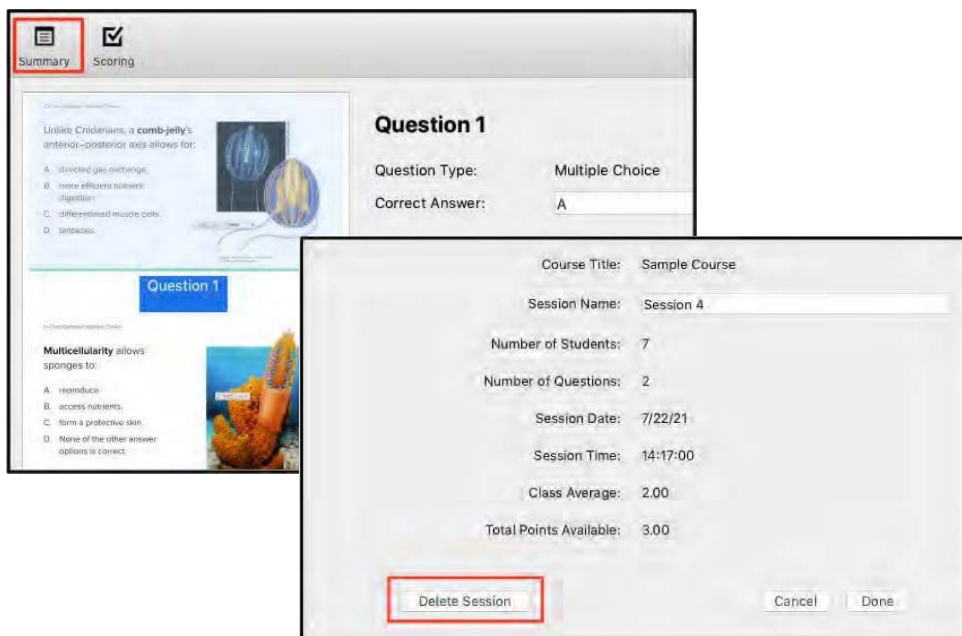 Summary
Scoring
Unlike Cnidarians, a comb-jelly's
anterior–posterior axis allows for:
A. directed gas exchange.
B. more efficient nutrient
digestion
C. differentiated muscle cells.
D. tentacles.
Question 1
Multicellularity allows
sponges to:
A. reproduce
B. access nutrients.
C. form a protective skin.
D. None of the other answer
options is correct.
Question 1
Question Type: Multiple Choice
Correct Answer: A
Course Title: Sample Course
Session Name: Session 4
Number of Students: 7
Number of Questions: 2
Session Date: 7/22/21
Session Time: 14:17:00
Class Average: 2.00
Total Points Available: 3.00
Delete Session
Cancel
Done